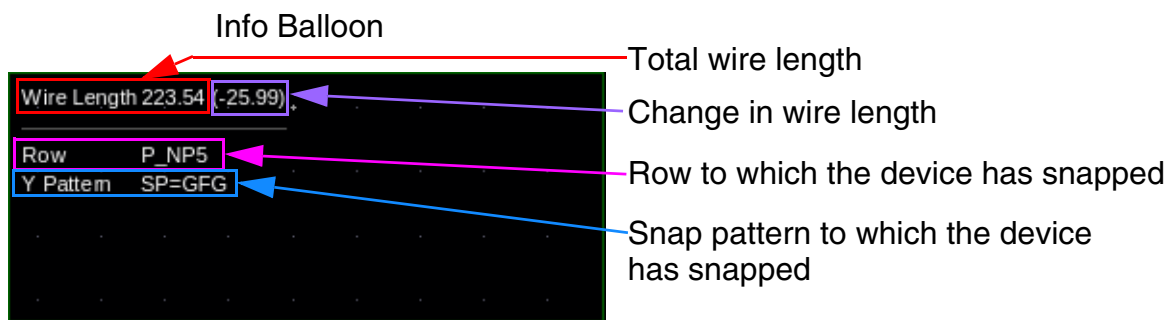 Info Balloon
Total wire length
Wire Length 223.54 (-25.99)
Change in wire length
Row P_NP5
Row to which the device has snapped
Y Pattern SP=GFG
Snap pattern to which the device
has snapped